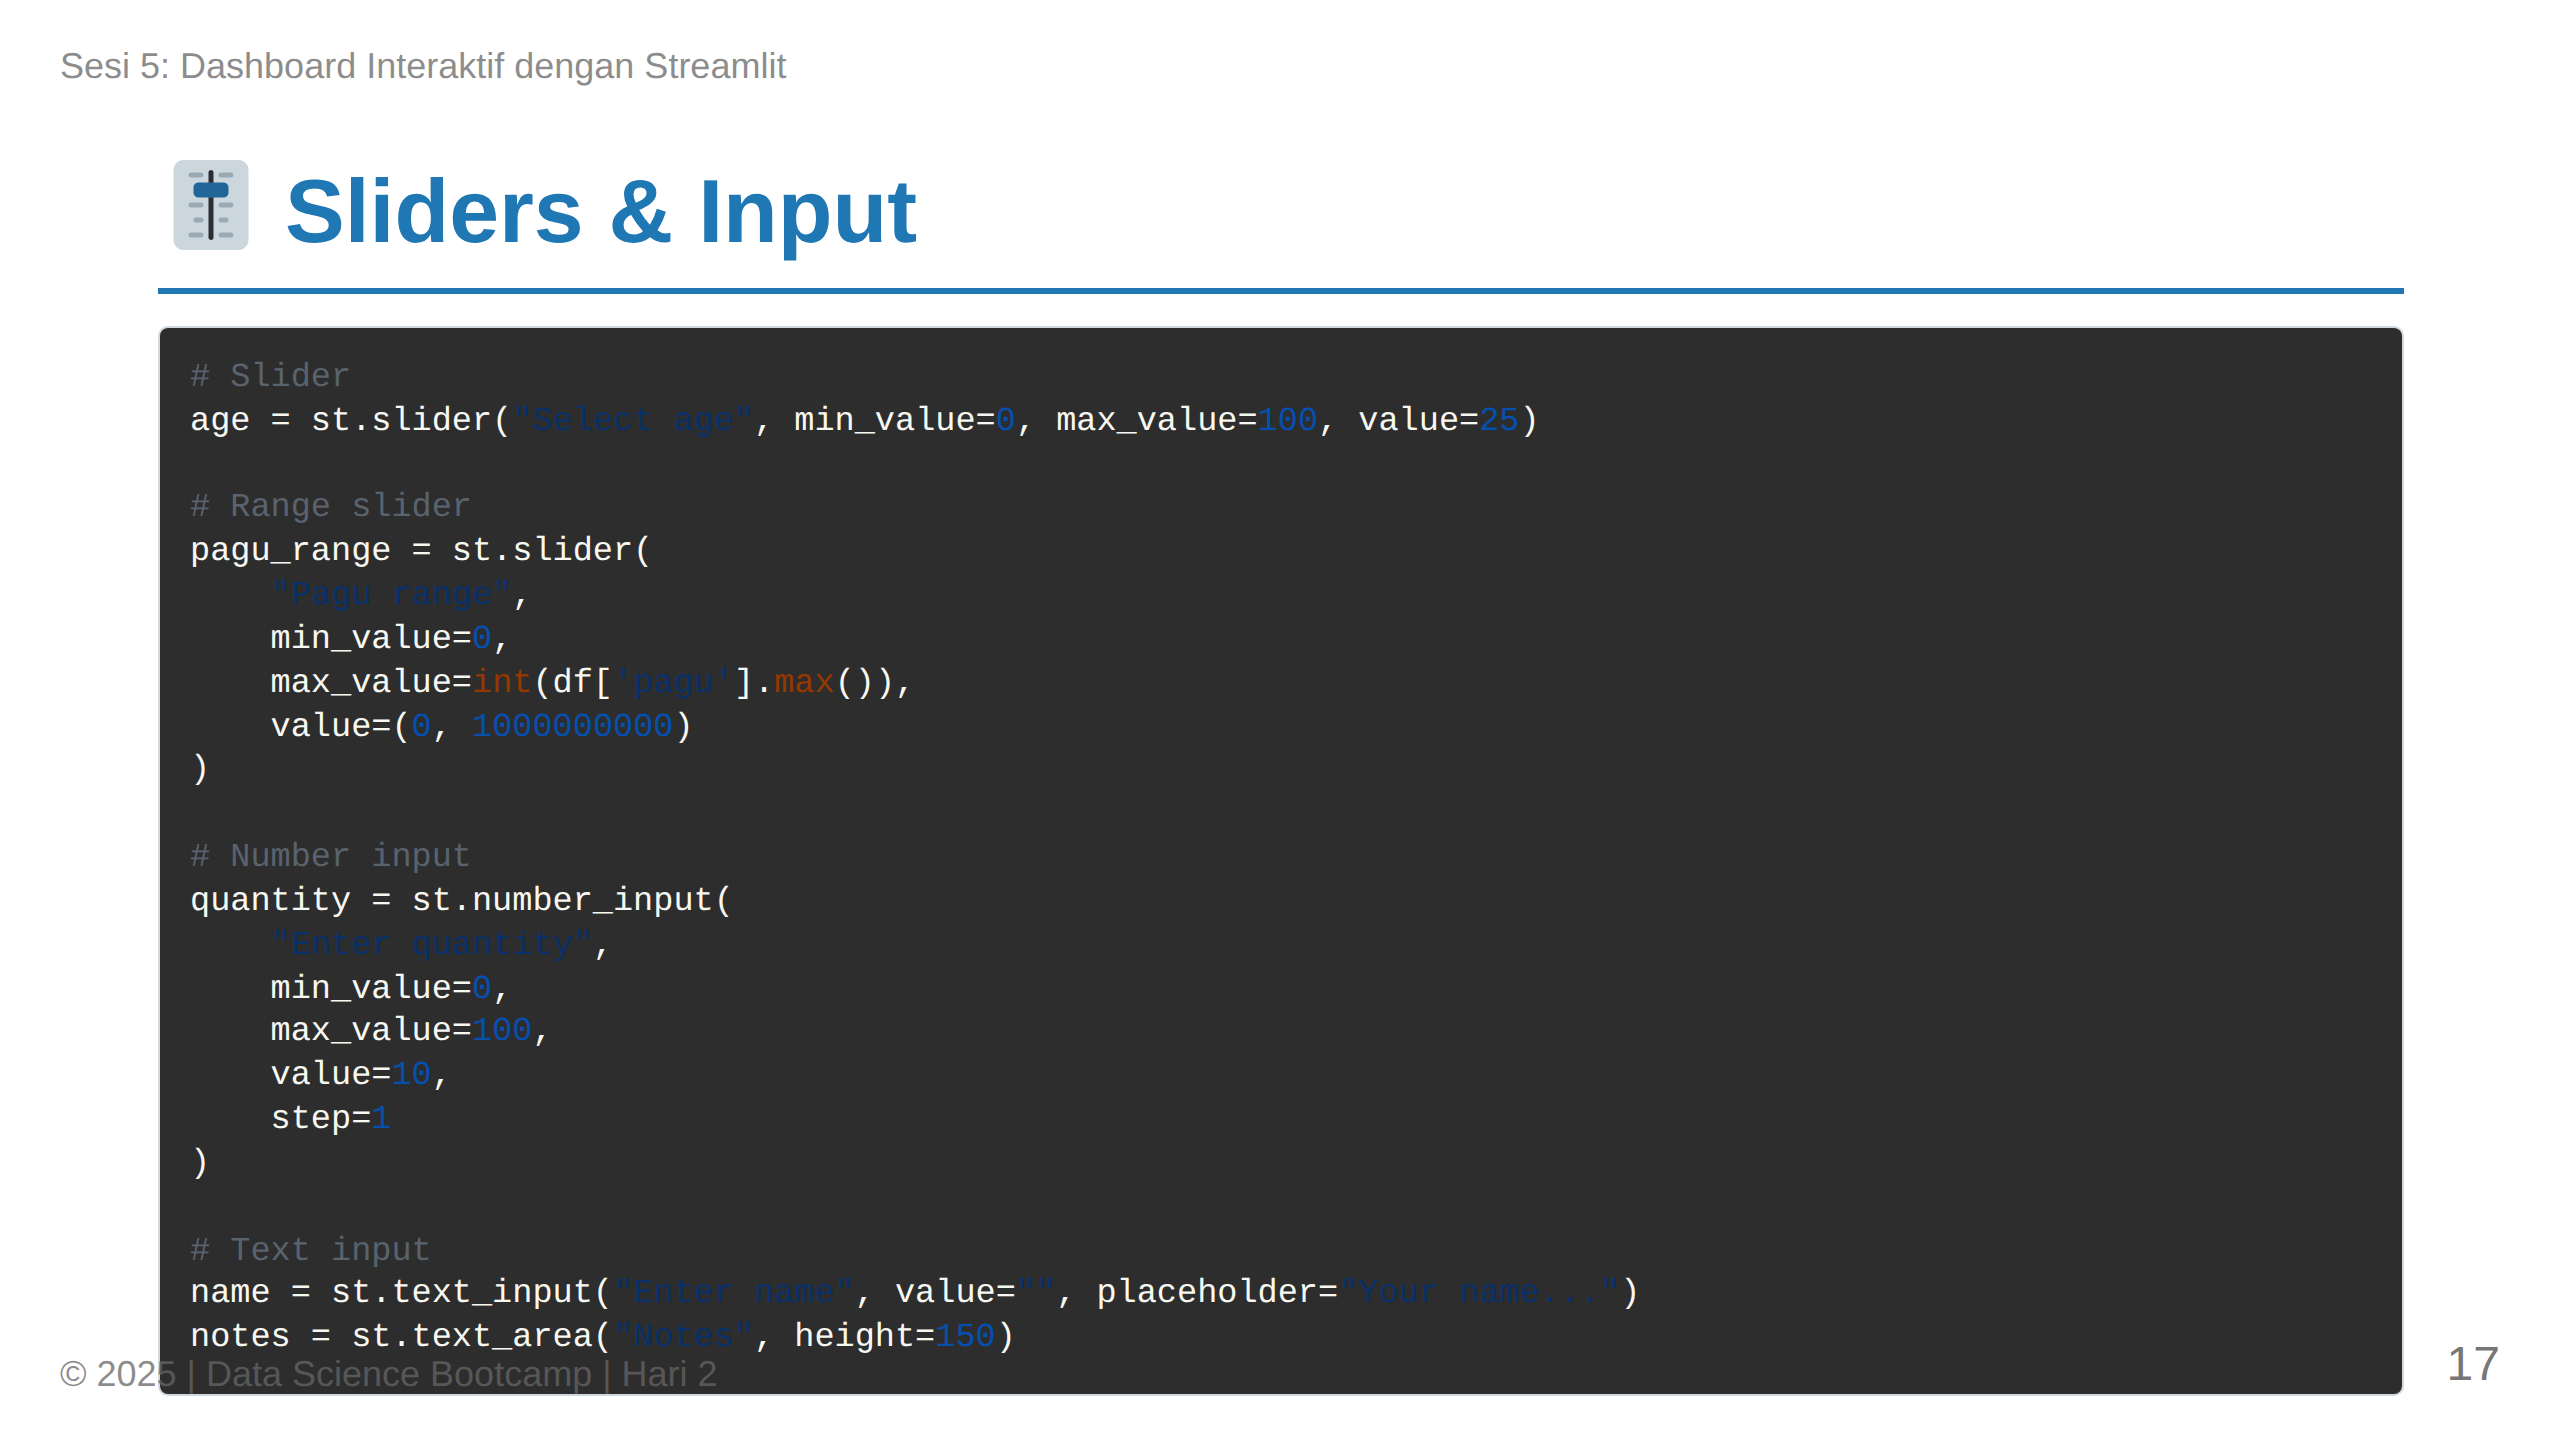 Sesi 5: Dashboard Interaktif dengan Streamlit
Sliders & Input
# Slider
age = st.slider("Select age", min_value=0, max_value=100, value=25)
# Range slider
pagu_range = st.slider(
    "Pagu range",
    min_value=0,
    max_value=int(df['pagu'].max()),
    value=(0, 1000000000)
)
# Number input
quantity = st.number_input(
    "Enter quantity",
    min_value=0,
    max_value=100,
    value=10,
    step=1
)
# Text input
name = st.text_input("Enter name", value="", placeholder="Your name...")
notes = st.text_area("Notes", height=150)
© 2025 | Data Science Bootcamp | Hari 2
17